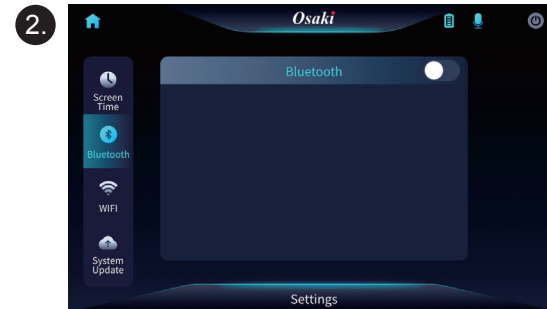 2.
Osaki
Bluetooth
Screen
Time
Bluetooth
WIFI
System
Update
Settings